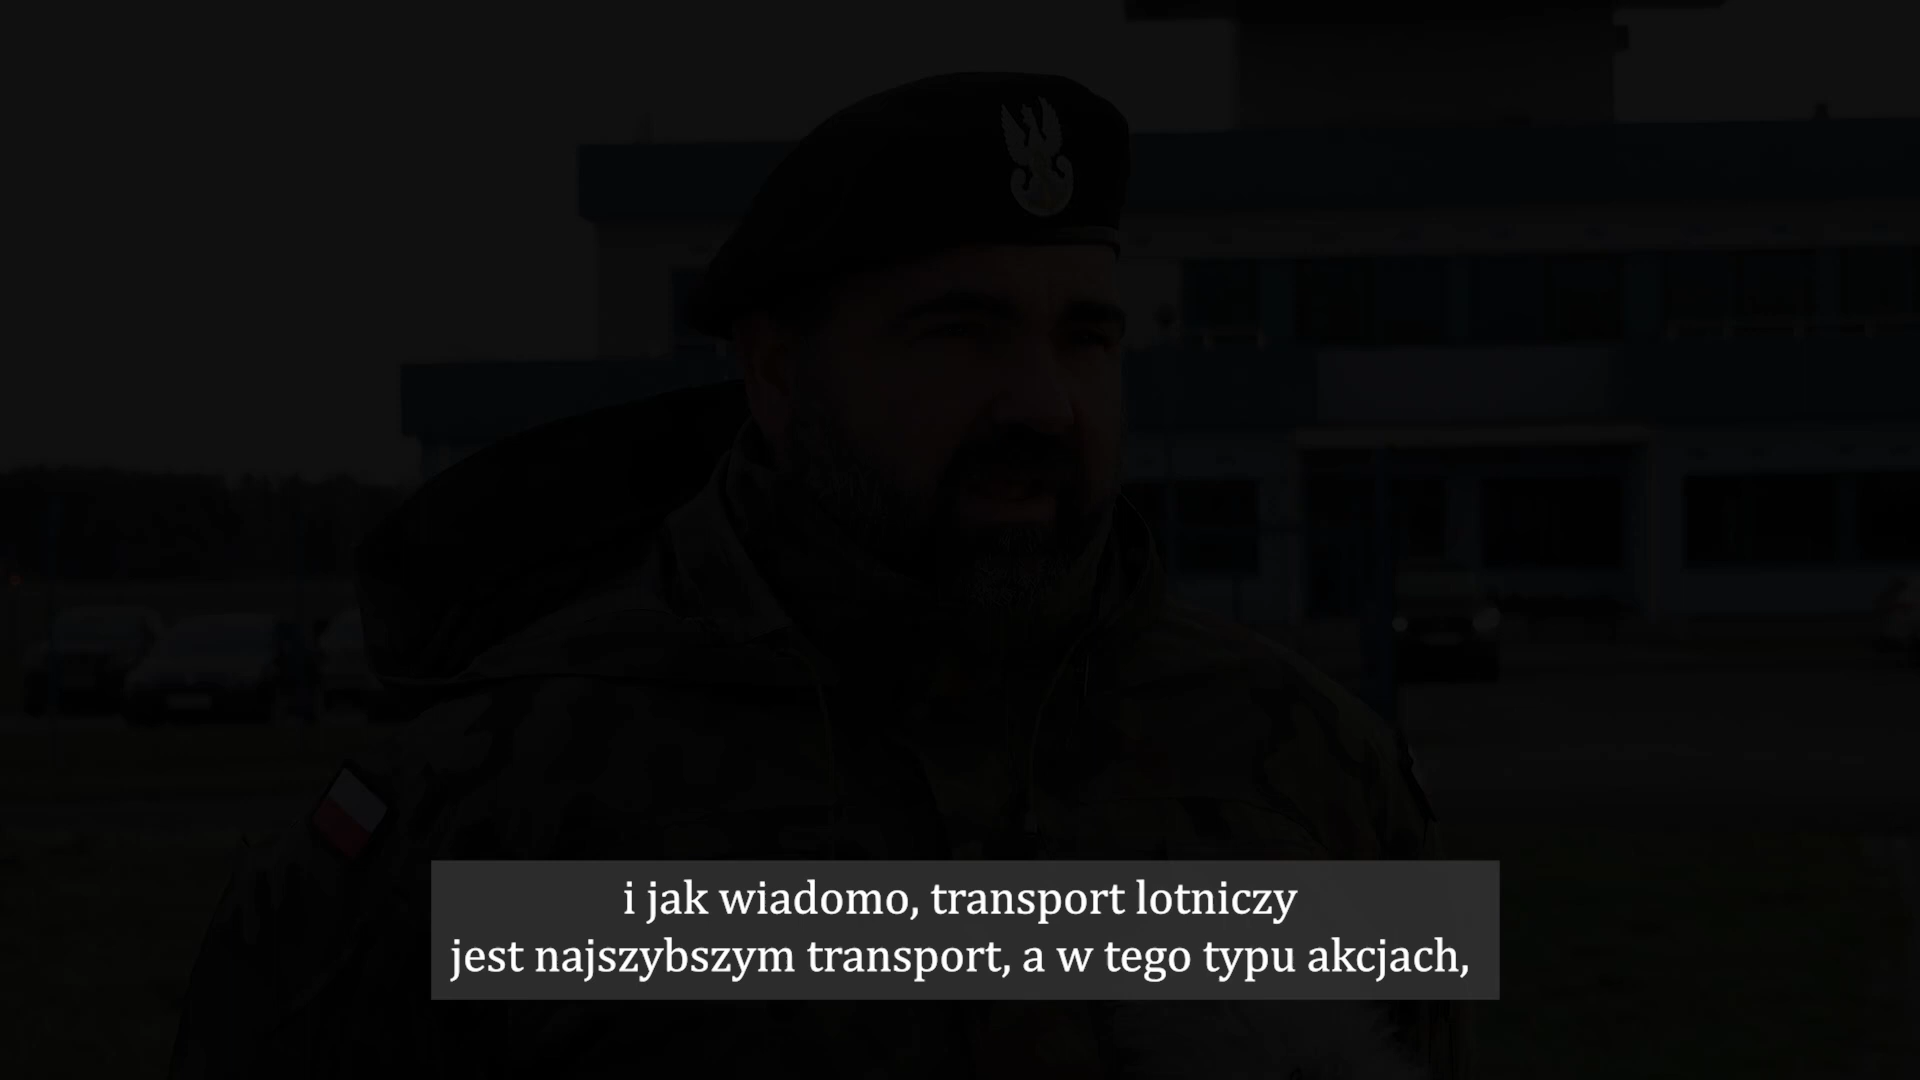 i jak wiadomo, transport lotniczy
jest najszybszym transport, a w tego typu akcjach,